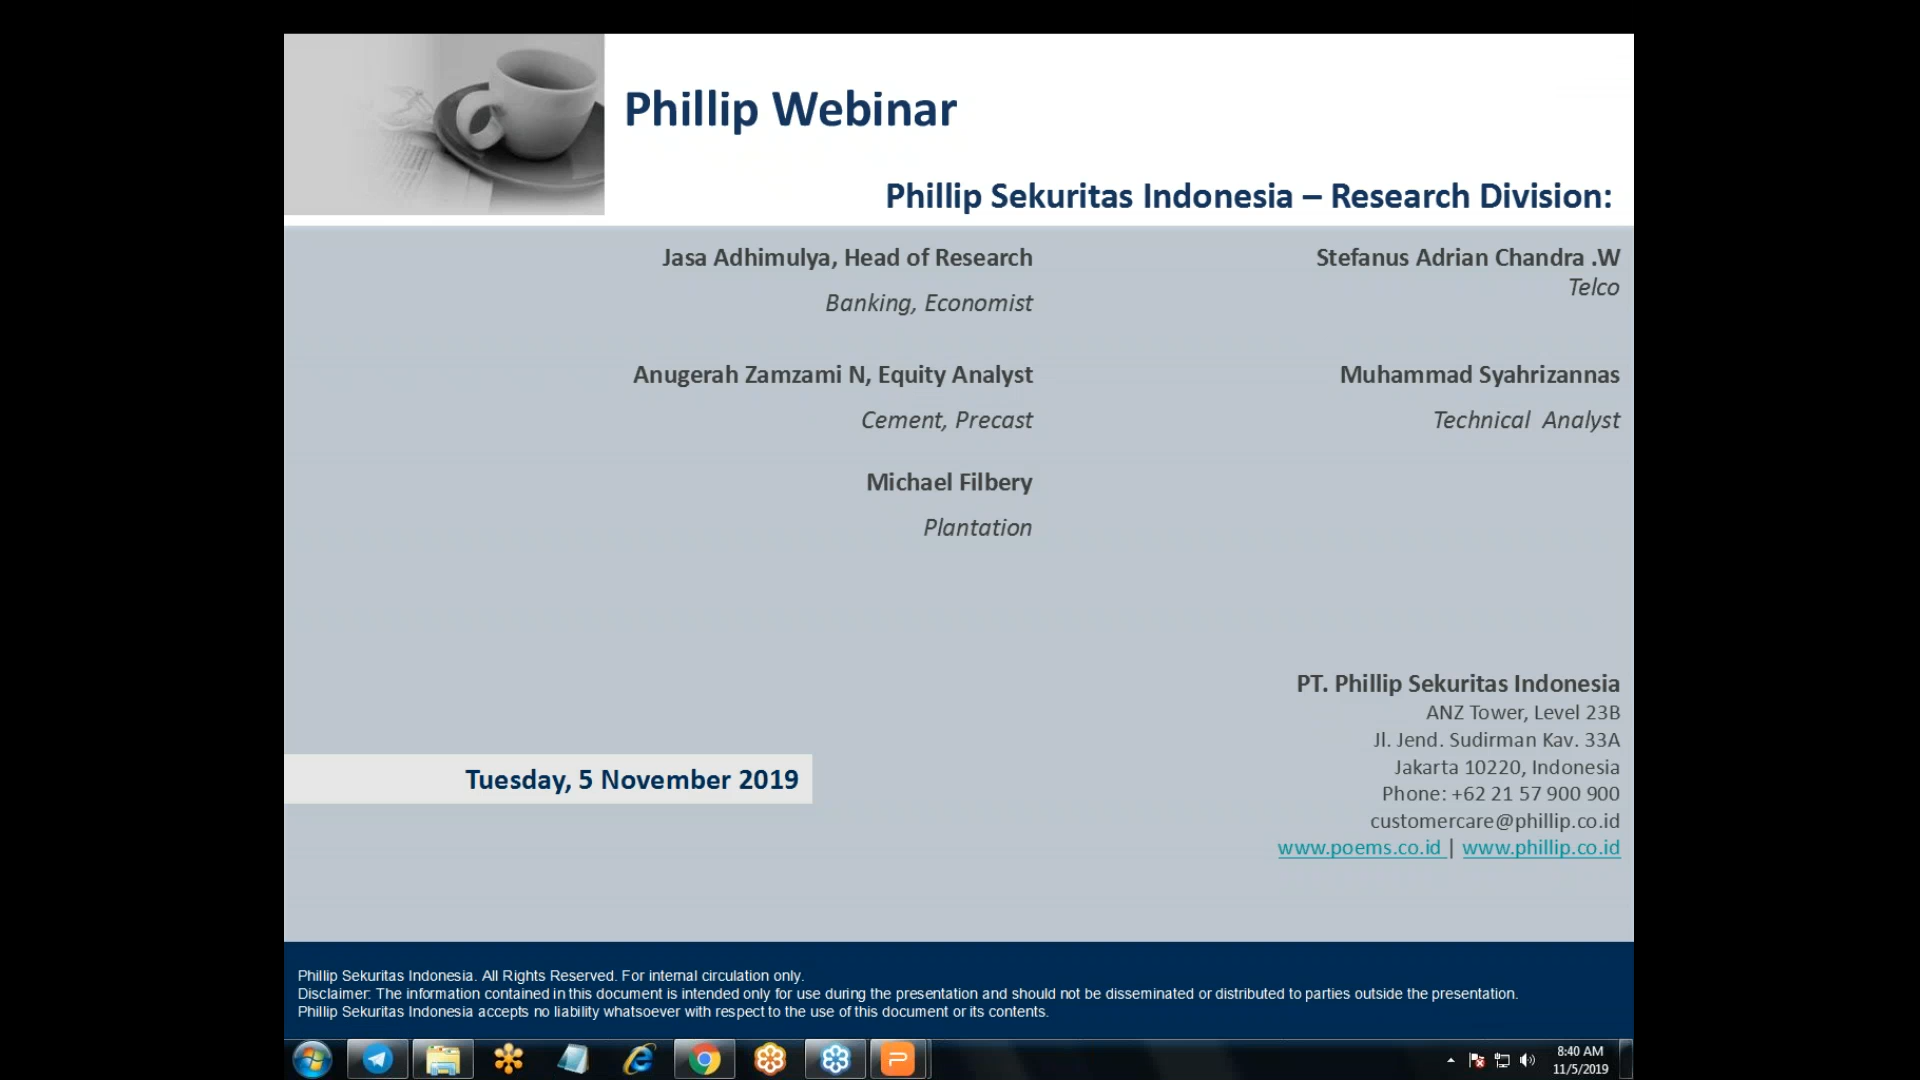 Phillip Webinar
Phillip Sekuritas Indonesia – Research Division:
Jasa Adhimulya, Head of Research
Banking, Economist
Anugerah Zamzami N, Equity Analyst
Cement, Precast
Michael Filbery
Plantation
Stefanus Adrian Chandra .W
Telco
Muhammad Syahrizannas
Technical Analyst
Tuesday, 5 November 2019
PT. Phillip Sekuritas Indonesia
ANZ Tower, Level 23B
Jl. Jend. Sudirman Kav. 33A
Jakarta 10220, Indonesia
Phone: +62 21 57 900 900
customercare@phillip.co.id
www.poems.co.id | www.phillip.co.id
Phillip Sekuritas Indonesia. All Rights Reserved. For internal circulation only.
Disclaimer: The information contained in this document is intended only for use during the presentation and should not be disseminated or distributed to parties outside the presentation.
Phillip Sekuritas Indonesia accepts no liability whatsoever with respect to the use of this document or its contents.
8:40 AM
11/5/2019